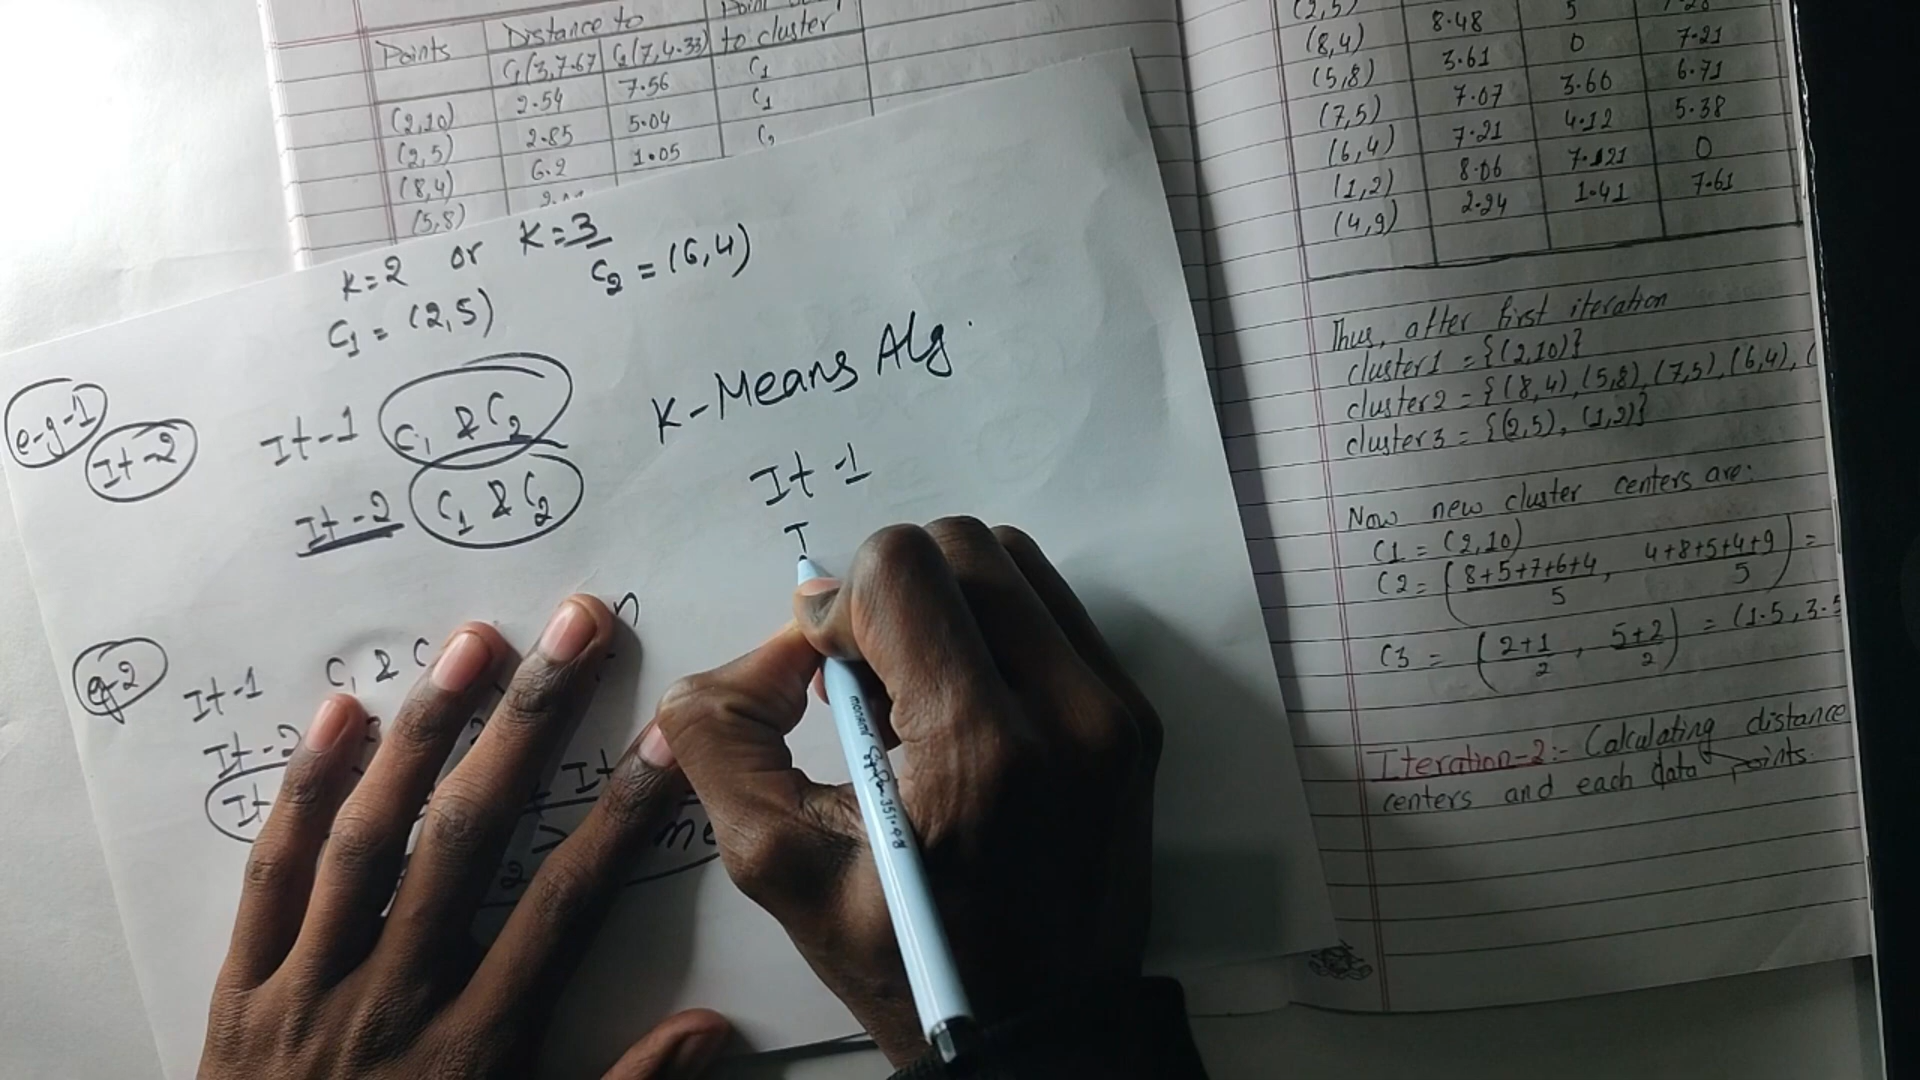 Points Distance to Point
C1(3,7.67) C2(7,4.33) to cluster
(2,10) 2.54 7.56 C1
(2,5) 2.85 5.04 C1
(8,4) 6.2 1.05
(5,8)
K=2 or K=3
C1 = (2,5) C2 = (6,4)
K-Means Alg.
e-g-1
It-2
It-1 C1 & C2
It-2 C1 & C2
It-1
eg-2
It-1 C1 &
It-2
It
me
monami
(2,5)
(8,4) 8.48 5
(5,8) 3.61 0 7.21
(7,5) 7.07 3.60 6.71
(6,4) 7.21 4.12 5.38
(1,2) 8.06 0
(4,9) 2.24 1.41 7.61
Thus, after first iteration
cluster1 = {(2,10)}
cluster2 = {(8,4), (5,8), (7,5), (6,4), (
cluster3 = {(2,5), (1,2)}
Now new cluster centers are:
C1 = (2,10)
C2 = (8+5+7+6+4/5, 4+8+5+4+9/5) =
C3 = (2+1/2, 5+2/2) = (1.5, 3.5
Iteration-2:- Calculating distance
centers and each data points.